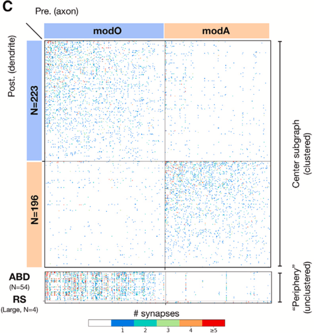 C
Pre. (axon)
Post. (dendrite)
modO
modA
N=223
N=196
Center subgraph
(clustered)
ABD
(N=54)
RS
(Large, N=4)
"Periphery"
(unclustered)
# synapses
1
2
3
4
≥5